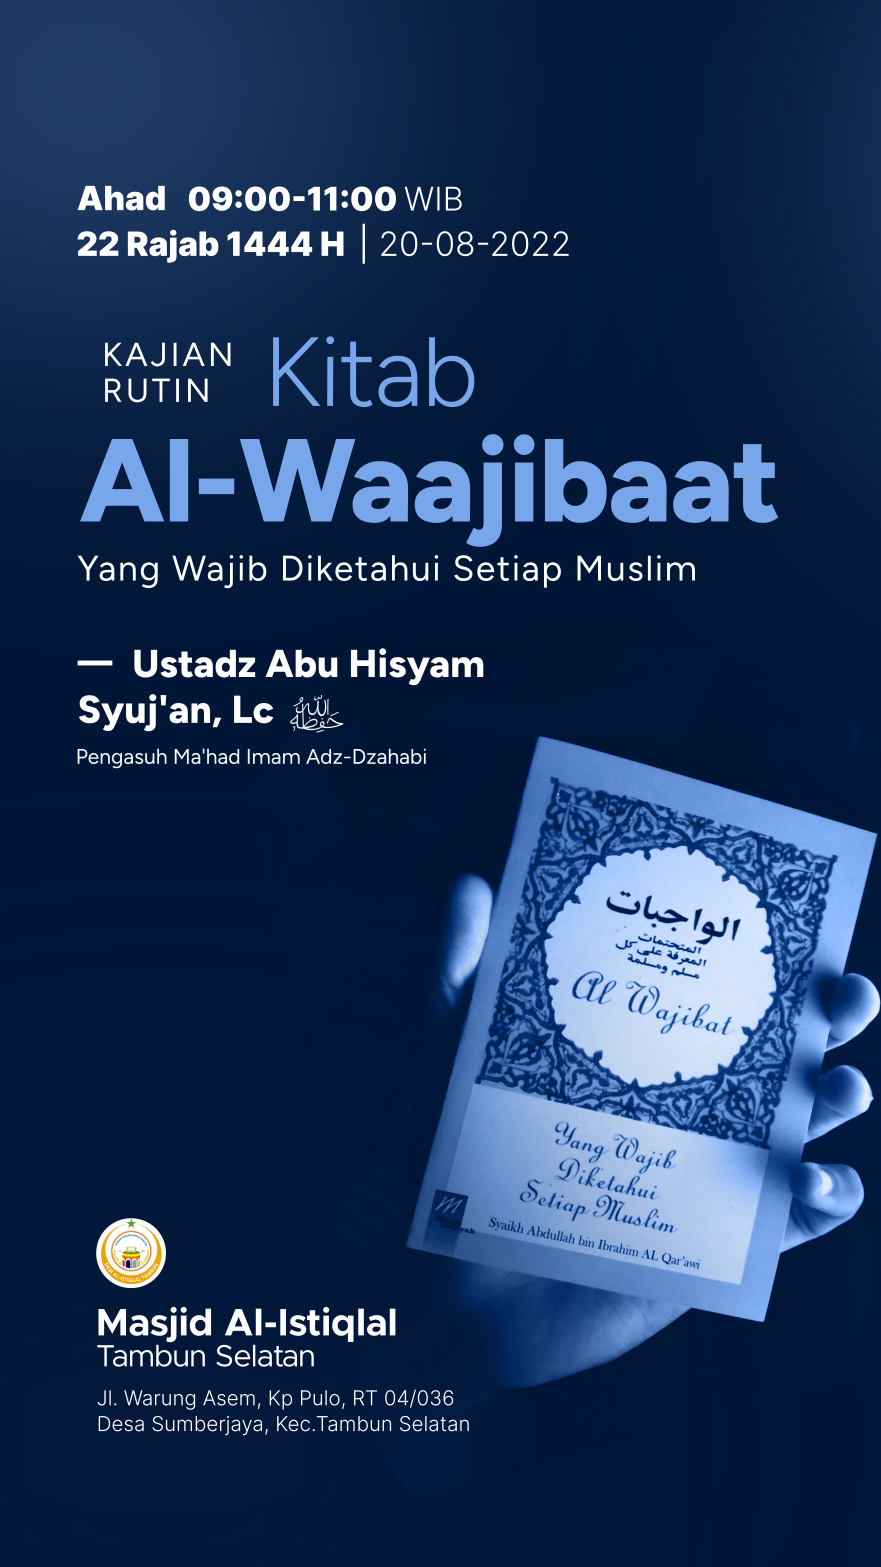 Ahad 09:00-11:00 WIB
22 Rajab 1444 H | 20-08-2022
KAJIAN
RUTIN
Kitab
Al-Waajibaat
Yang Wajib Diketahui Setiap Muslim
— Ustadz Abu Hisyam
Syuj'an, Lc حفظه الله
Pengasuh Ma'had Imam Adz-Dzahabi
الواجبات
المتحتمات
المعرفة على كل
مسلم ومسلمة
Al Wajibat
Yang Wajib
Diketahui
Setiap Muslim
Syaikh Abdullah bin Ibrahim AL Qar'awi
Masjid Al-Istiqlal
Tambun Selatan
Jl. Warung Asem, Kp Pulo, RT 04/036
Desa Sumberjaya, Kec.Tambun Selatan